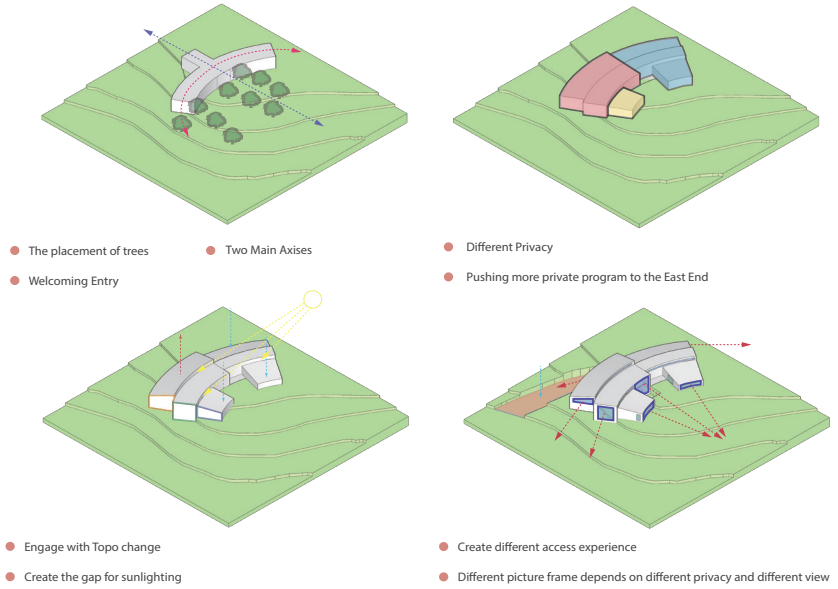 The placement of trees
Two Main Axises
Welcoming Entry
Different Privacy
Pushing more private program to the East End
Engage with Topo change
Create the gap for sunlighting
Create different access experience
Different picture frame depends on different privacy and different view